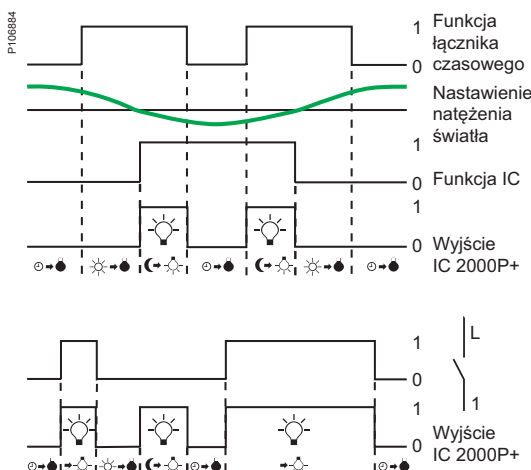 P106884
1 Funkcja
łącznika
0 czasowego
Nastawienie
natężenia
światła
1
0 Funkcja IC
1
0 Wyjście
IC 2000P+
1
L
0
1
1
Wyjście
0 IC 2000P+